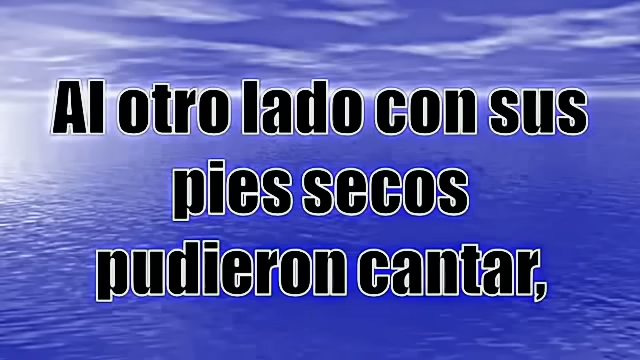 Al otro lado con sus
pies secos
pudieron cantar,